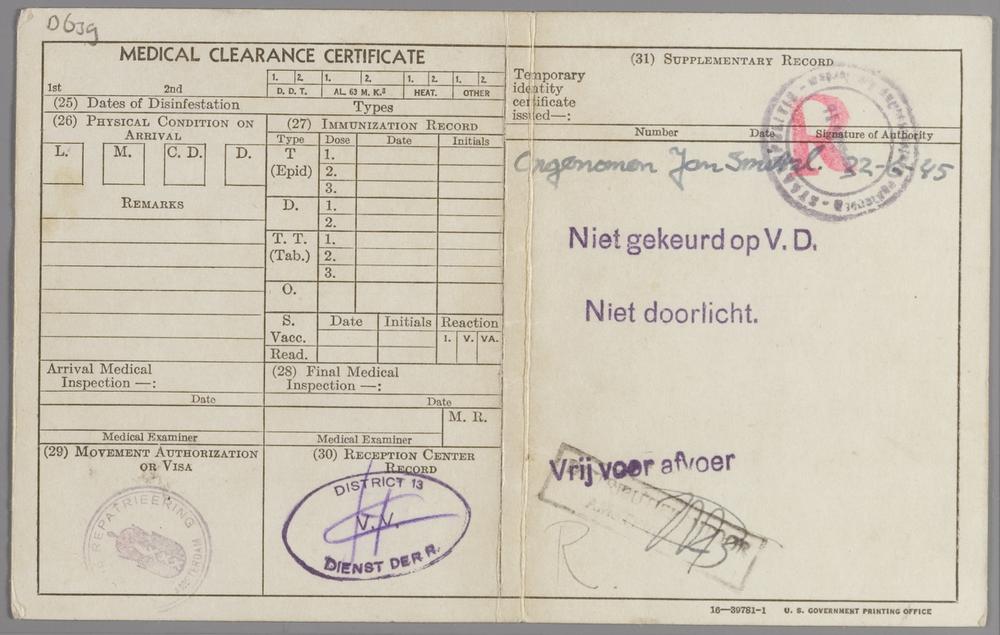 D6Jg
MEDICAL CLEARANCE CERTIFICATE
1st 2nd
1. 2. 1. 2. 1. 2. 1. 2.
D. D. T. AL. 63 M. K.³ HEAT. OTHER
(25) Dates of Disinfestation Types
(26) Physical Condition on
Arrival
L. M. C. D. D.
Remarks
(27) Immunization Record
Type Dose Date Initials
T
(Epid)
1.
2.
3.
D. 1.
2.
T. T.
(Tab.)
1.
2.
3.
O.
S. Date Initials Reaction
Vacc. I. V. VA.
Read.
Arrival Medical
Inspection —:
Date
Medical Examiner
(28) Final Medical
Inspection —:
Date
M. R.
Medical Examiner
(29) Movement Authorization
or Visa
REPATRIEERING
(30) Reception Center
Record
DISTRICT 13
V.V.
DIENST DER R.
(31) Supplementary Record
Temporary
identity
certificate
issued—:
Number Date Signature of Authority
R
Jan Smit 22-6-45
Niet gekeurd op V. D.
Niet doorlicht.
Vrij voor afvoer
R.
16—39781-1 U. S. GOVERNMENT PRINTING OFFICE